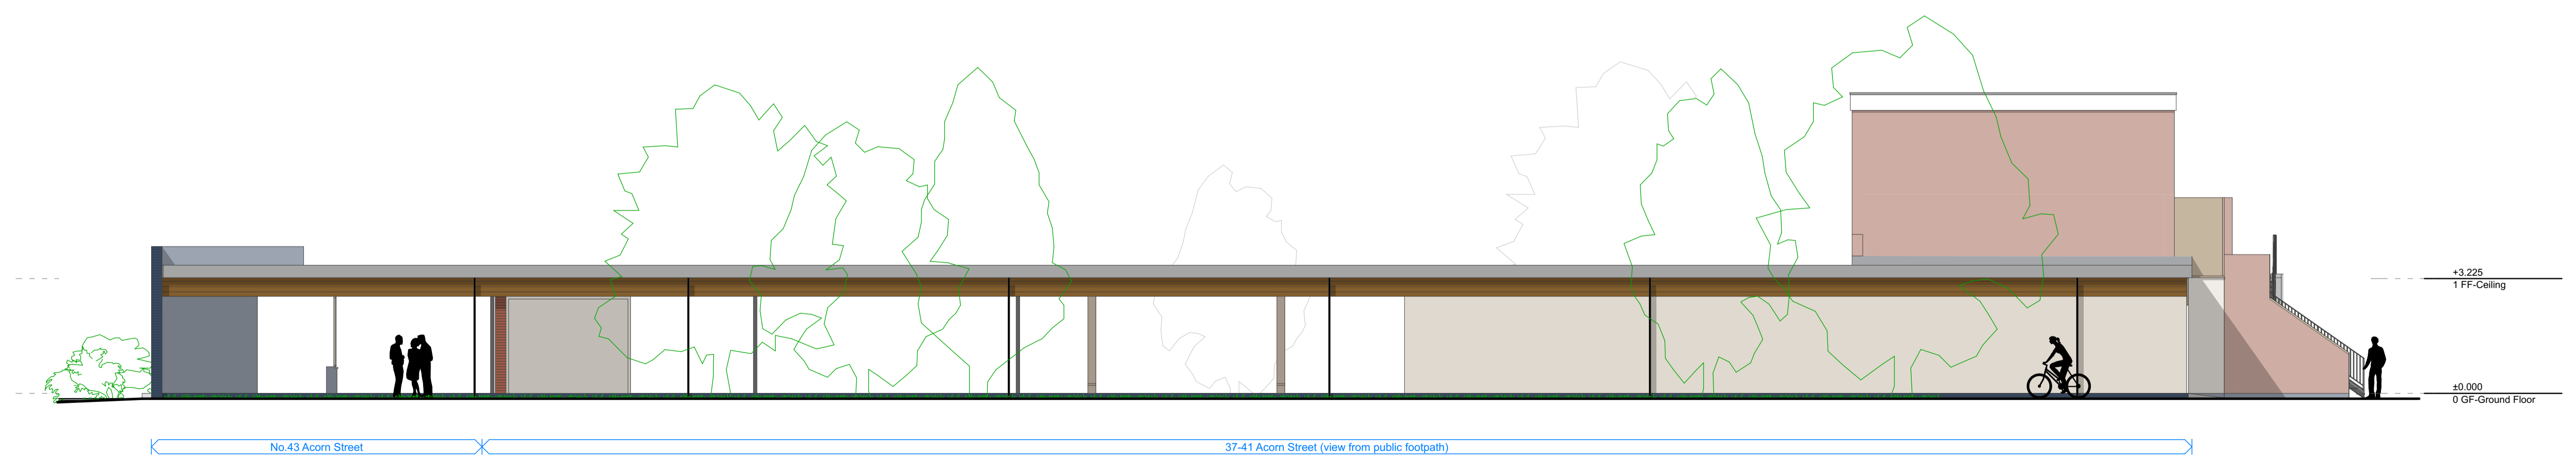 +3.225
1 FF-Ceiling
±0.000
0 GF-Ground Floor
No.43 Acorn Street
37-41 Acorn Street (view from public footpath)